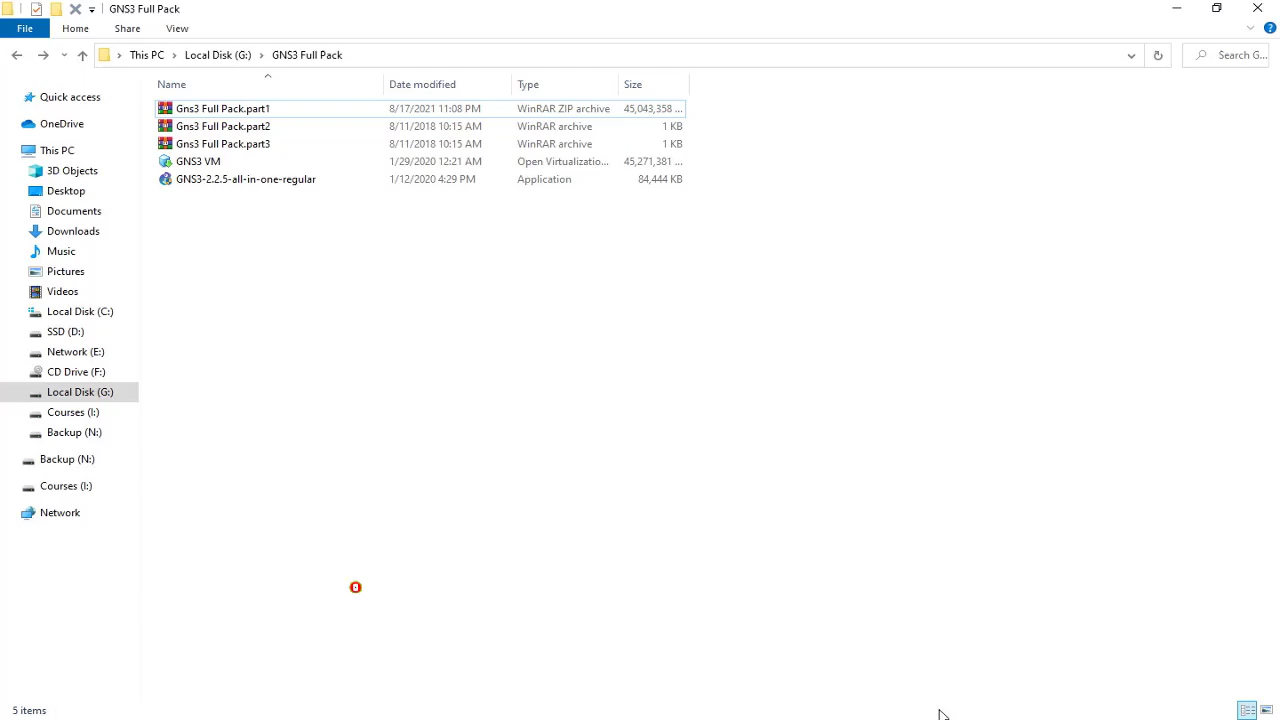 GNS3 Full Pack
File Home Share View
This PC Local Disk (G:) GNS3 Full Pack Search G...
Name Date modified Type Size
Quick access
OneDrive
This PC
3D Objects
Desktop
Documents
Downloads
Music
Pictures
Videos
Local Disk (C:)
SSD (D:)
Network (E:)
CD Drive (F:)
Local Disk (G:)
Courses (I:)
Backup (N:)
Backup (N:)
Courses (I:)
Network
Gns3 Full Pack.part1 8/17/2021 11:08 PM WinRAR ZIP archive 45,043,358 ...
Gns3 Full Pack.part2 8/11/2018 10:15 AM WinRAR archive 1 KB
Gns3 Full Pack.part3 8/11/2018 10:15 AM WinRAR archive 1 KB
GNS3 VM 1/29/2020 12:21 AM Open Virtualizatio... 45,271,381 ...
GNS3-2.2.5-all-in-one-regular 1/12/2020 4:29 PM Application 84,444 KB
5 items